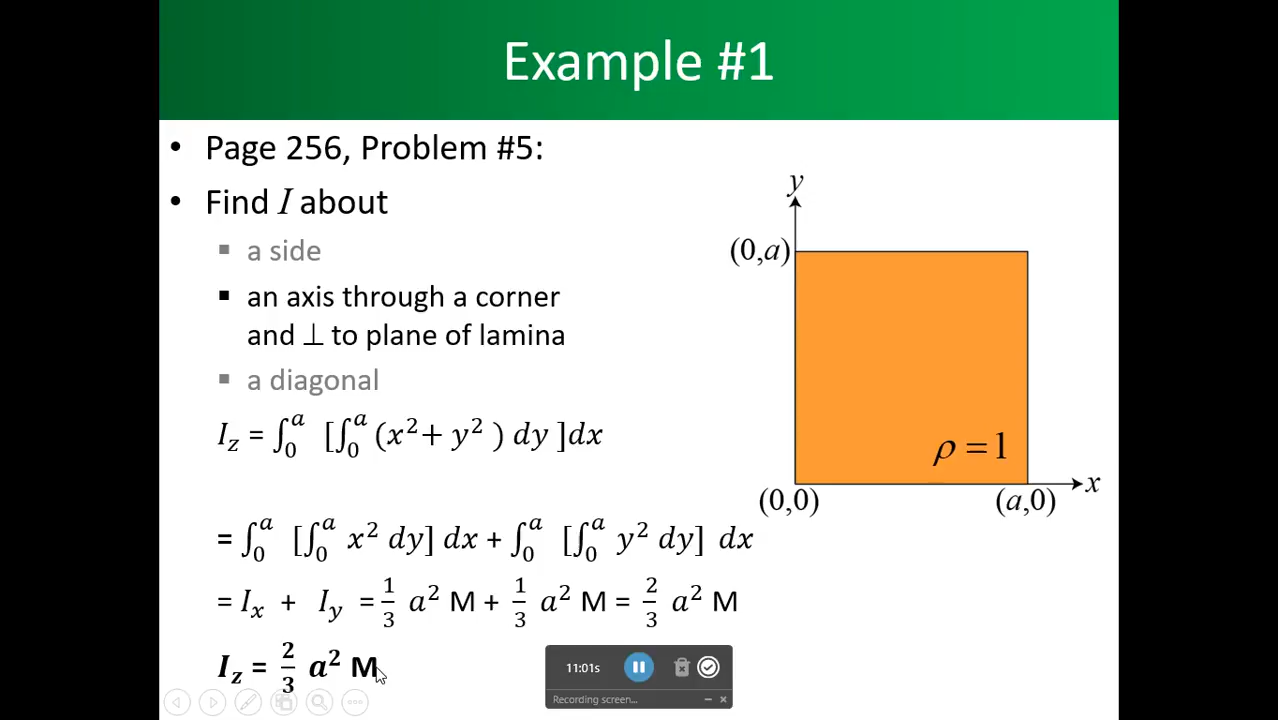 Example #1
• Page 256, Problem #5:
• Find I about
▪ a side
▪ an axis through a corner
and ⊥ to plane of lamina
▪ a diagonal
I_z = ∫_0^a [∫_0^a (x² + y² ) dy ]dx
= ∫_0^a [∫_0^a x² dy] dx + ∫_0^a [∫_0^a y² dy] dx
= I_x + I_y = 1/3 a² M + 1/3 a² M = 2/3 a² M
I_z = 2/3 a² M
y
(0,a)
ρ = 1
x
(0,0)
(a,0)
11:01s
Recording screen...